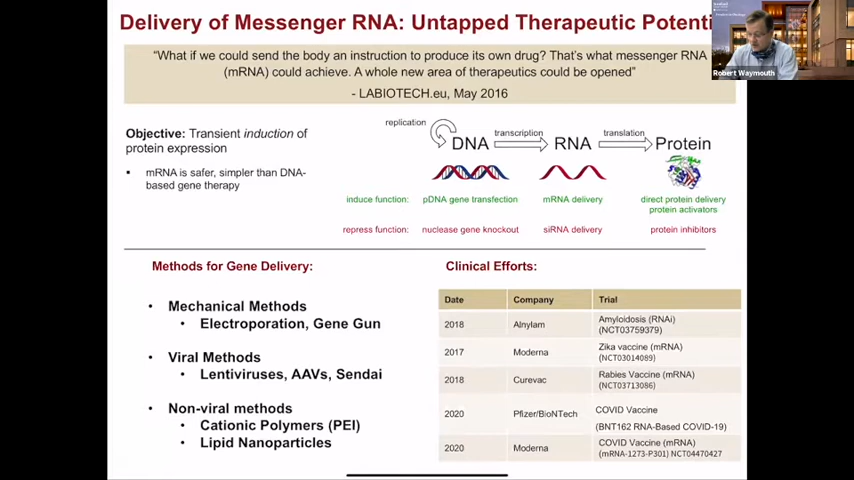 Delivery of Messenger RNA: Untapped Therapeutic Potenti
Robert Waymouth
“What if we could send the body an instruction to produce its own drug? That’s what messenger RNA
(mRNA) could achieve. A whole new area of therapeutics could be opened”
- LABIOTECH.eu, May 2016
Objective: Transient induction of
protein expression
▪ mRNA is safer, simpler than DNA-
based gene therapy
replication
DNA transcription RNA translation Protein
induce function: pDNA gene transfection mRNA delivery direct protein delivery
protein activators
repress function: nuclease gene knockout siRNA delivery protein inhibitors
Methods for Gene Delivery:
• Mechanical Methods
• Electroporation, Gene Gun
• Viral Methods
• Lentiviruses, AAVs, Sendai
• Non-viral methods
• Cationic Polymers (PEI)
• Lipid Nanoparticles
Clinical Efforts:
Date Company Trial
2018 Alnylam Amyloidosis (RNAi)
(NCT03759379)
2017 Moderna Zika vaccine (mRNA)
(NCT03014089)
2018 Curevac Rabies Vaccine (mRNA)
(NCT03713086)
2020 Pfizer/BioNTech COVID Vaccine
(BNT162 RNA-Based COVID-19)
2020 Moderna COVID Vaccine (mRNA)
(mRNA-1273-P301) NCT04470427